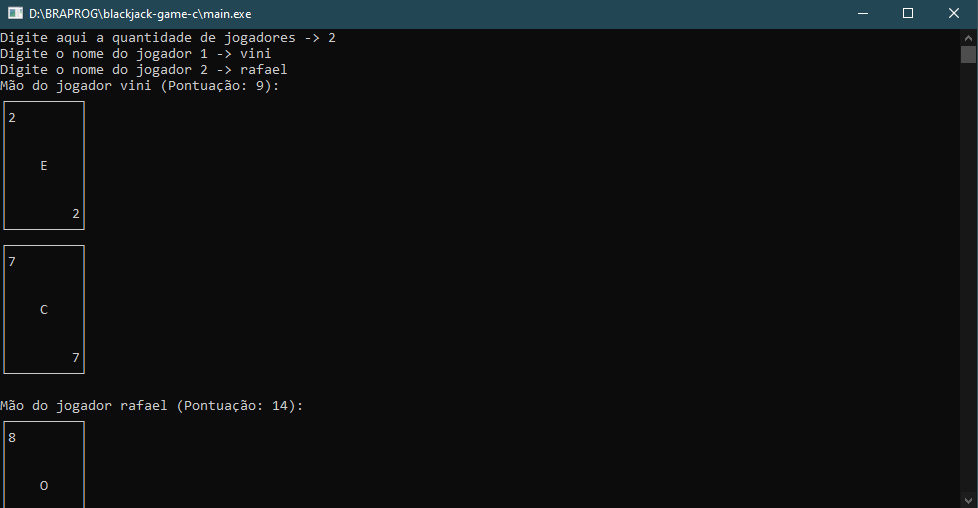 D:\BRAPROG\blackjack-game-c\main.exe
Digite aqui a quantidade de jogadores -> 2
Digite o nome do jogador 1 -> vini
Digite o nome do jogador 2 -> rafael
Mão do jogador vini (Pontuação: 9):
2
E
2
7
C
7
Mão do jogador rafael (Pontuação: 14):
8
O